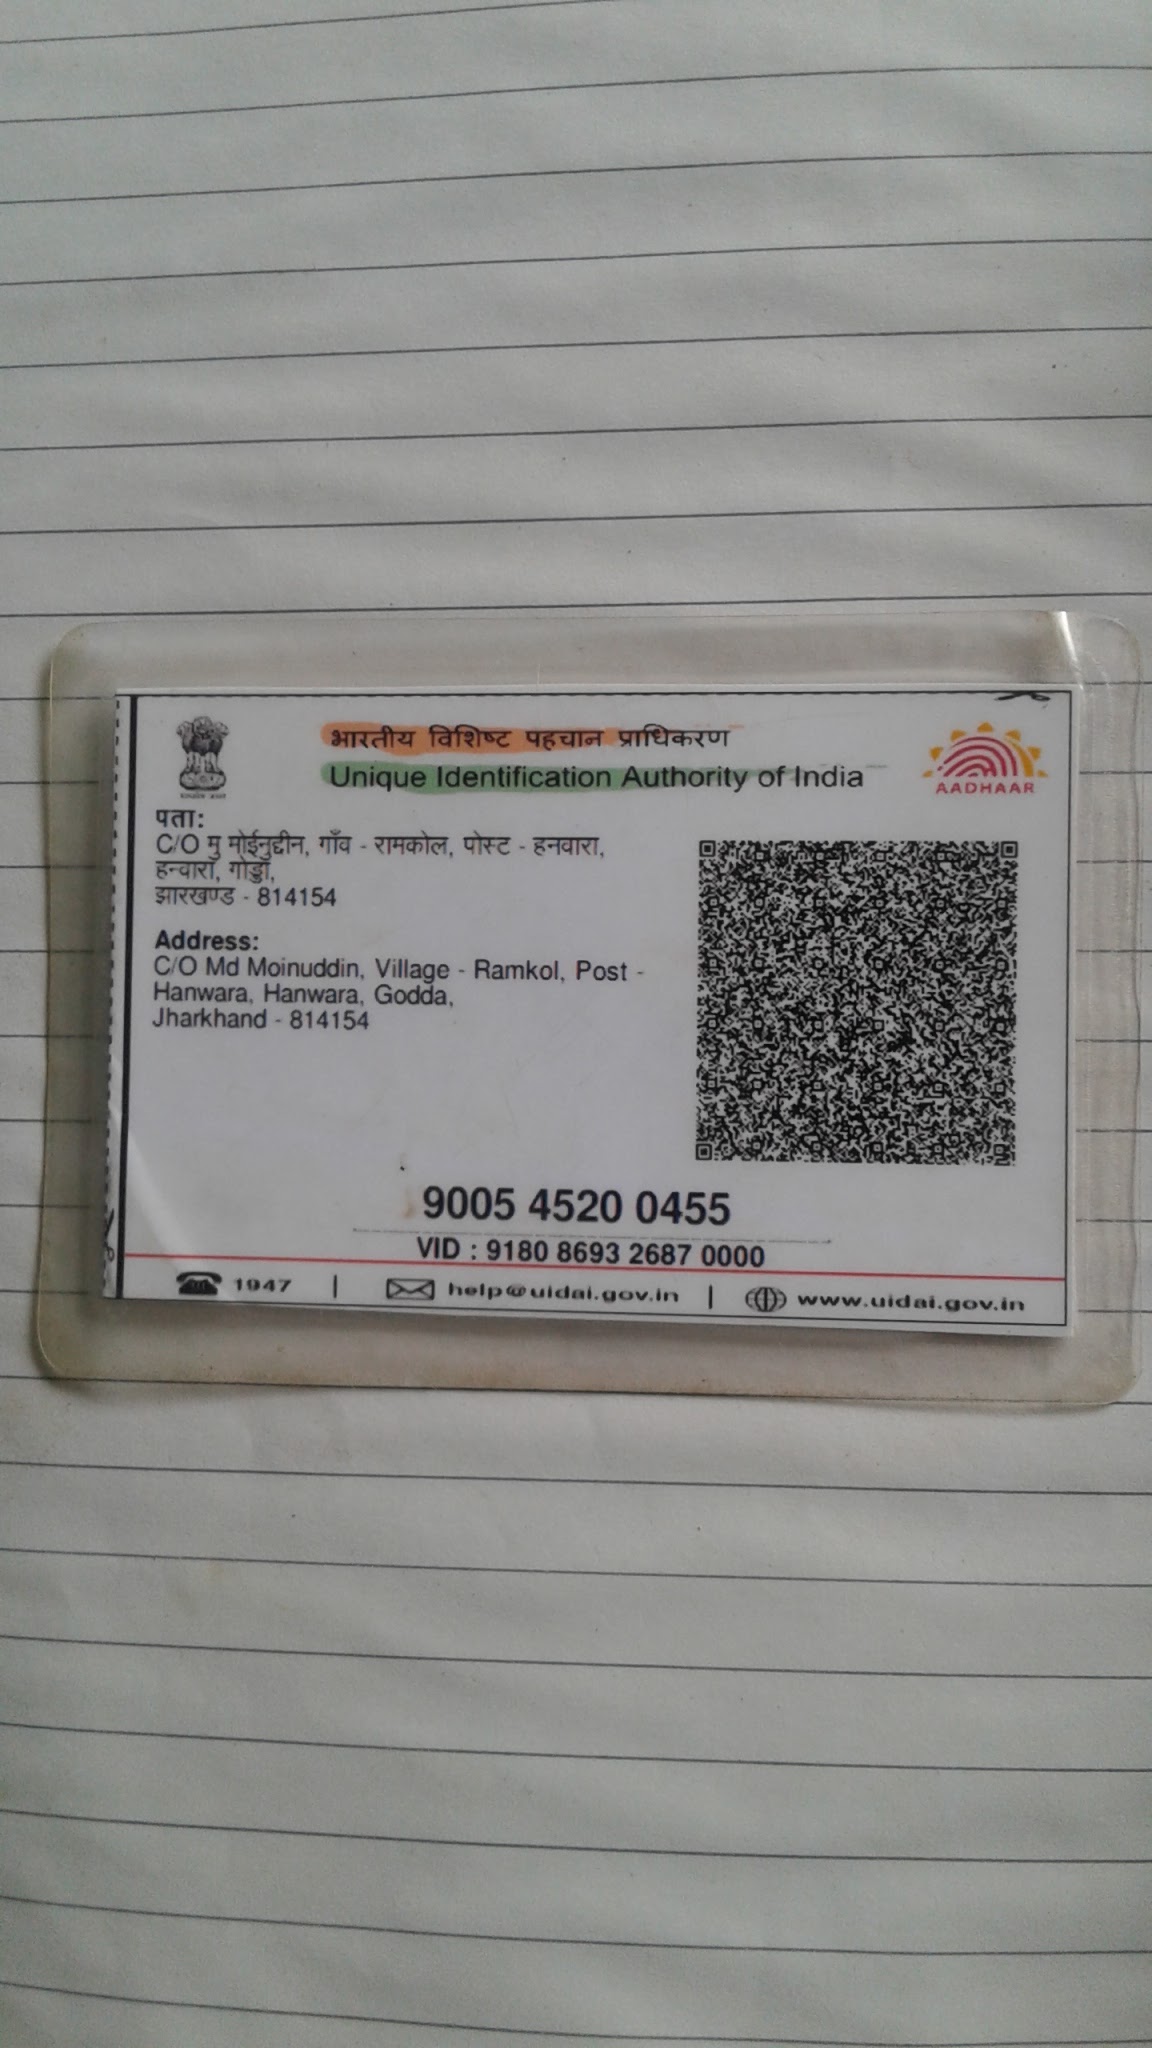 भारतीय विशिष्ट पहचान प्राधिकरण
Unique Identification Authority of India
AADHAAR
पता:
C/O मु मोईनुद्दीन, गाँव - रामकोल, पोस्ट - हनवारा,
हन्वारा, गोड्डा,
झारखण्ड - 814154
Address:
C/O Md Moinuddin, Village - Ramkol, Post -
Hanwara, Hanwara, Godda,
Jharkhand - 814154
9005 4520 0455
VID : 9180 8693 2687 0000
1947 | help@uidai.gov.in | www.uidai.gov.in